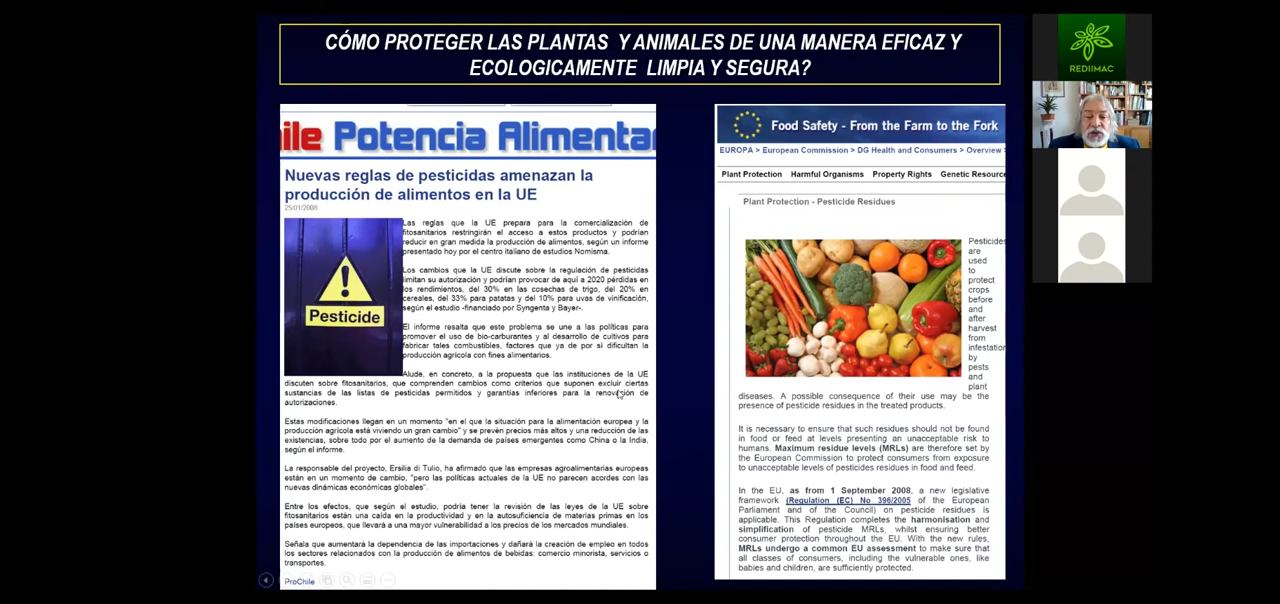 CÓMO PROTEGER LAS PLANTAS Y ANIMALES DE UNA MANERA EFICAZ Y
ECOLOGICAMENTE LIMPIA Y SEGURA?
REDIIMAC
ile Potencia Alimenta
Nuevas reglas de pesticidas amenazan la
producción de alimentos en la UE
25/01/2008
Pesticide
Las reglas que la UE prepara para la comercialización de
fitosanitarios restringirán el acceso a estos productos y podrían
reducir en gran medida la producción de alimentos, según un informe
presentado hoy por el centro italiano de estudios Nomisma.
Los cambios que la UE discute sobre la regulación de pesticidas
limitan su autorización y podrían provocar de aquí a 2020 pérdidas en
los rendimientos, del 30% en las cosechas de trigo, del 20% en
cereales, del 33% para patatas y del 10% para uvas de vinificación,
según el estudio -financiado por Syngenta y Bayer-.
El informe resalta que este problema se une a las políticas para
promover el uso de bio-carburantes y al desarrollo de cultivos para
fabricar tales combustibles, factores que ya de por si dificultan la
producción agrícola con fines alimentarios.
Alude, en concreto, a la propuesta que las instituciones de la UE
discuten sobre fitosanitarios, que comprenden cambios como criterios que suponen excluir ciertas
sustancias de las listas de pesticidas permitidos y garantías inferiores para la renovación de
autorizaciones.
Estas modificaciones llegan en un momento "en el que la situación para la alimentación europea y la
producción agrícola está viviendo un gran cambio" y se prevén precios más altos y una reducción de las
existencias, sobre todo por el aumento de la demanda de países emergentes como China o la India,
según el informe.
La responsable del proyecto, Ersilia di Tulio, ha afirmado que las empresas agroalimentarias europeas
están en un momento de cambio, "pero las políticas actuales de la UE no parecen acordes con las
nuevas dinámicas económicas globales".
Entre los efectos, que según el estudio, podría tener la revisión de las leyes de la UE sobre
fitosanitarios están una caída en la productividad y en la autosuficiencia de materias primas en los
países europeos, que llevará a una mayor vulnerabilidad a los precios de los mercados mundiales.
Señala que aumentará la dependencia de las importaciones y dañará la creación de empleo en todos
los sectores relacionados con la producción de alimentos de bebidas: comercio minorista, servicios o
transportes.
ProChile
Food Safety - From the Farm to the Fork
EUROPA > European Commission > DG Health and Consumers > Overview >
Plant Protection Harmful Organisms Property Rights Genetic Resource
Plant Protection - Pesticide Residues
Pesticides
are
used
to
protect
crops
before
and
after
harvest
from
infestation
by
pests
and
plant
diseases. A possible consequence of their use may be the
presence of pesticide residues in the treated products.
It is necessary to ensure that such residues should not be found
in food or feed at levels presenting an unacceptable risk to
humans. Maximum residue levels (MRLs) are therefore set by
the European Commission to protect consumers from exposure
to unacceptable levels of pesticides residues in food and feed.
In the EU, as from 1 September 2008, a new legislative
framework (Regulation (EC) No 396/2005 of the European
Parliament and of the Council) on pesticide residues is
applicable. This Regulation completes the harmonisation and
simplification of pesticide MRLs, whilst ensuring better
consumer protection throughout the EU. With the new rules,
MRLs undergo a common EU assessment to make sure that
all classes of consumers, including the vulnerable ones, like
babies and children, are sufficiently protected.